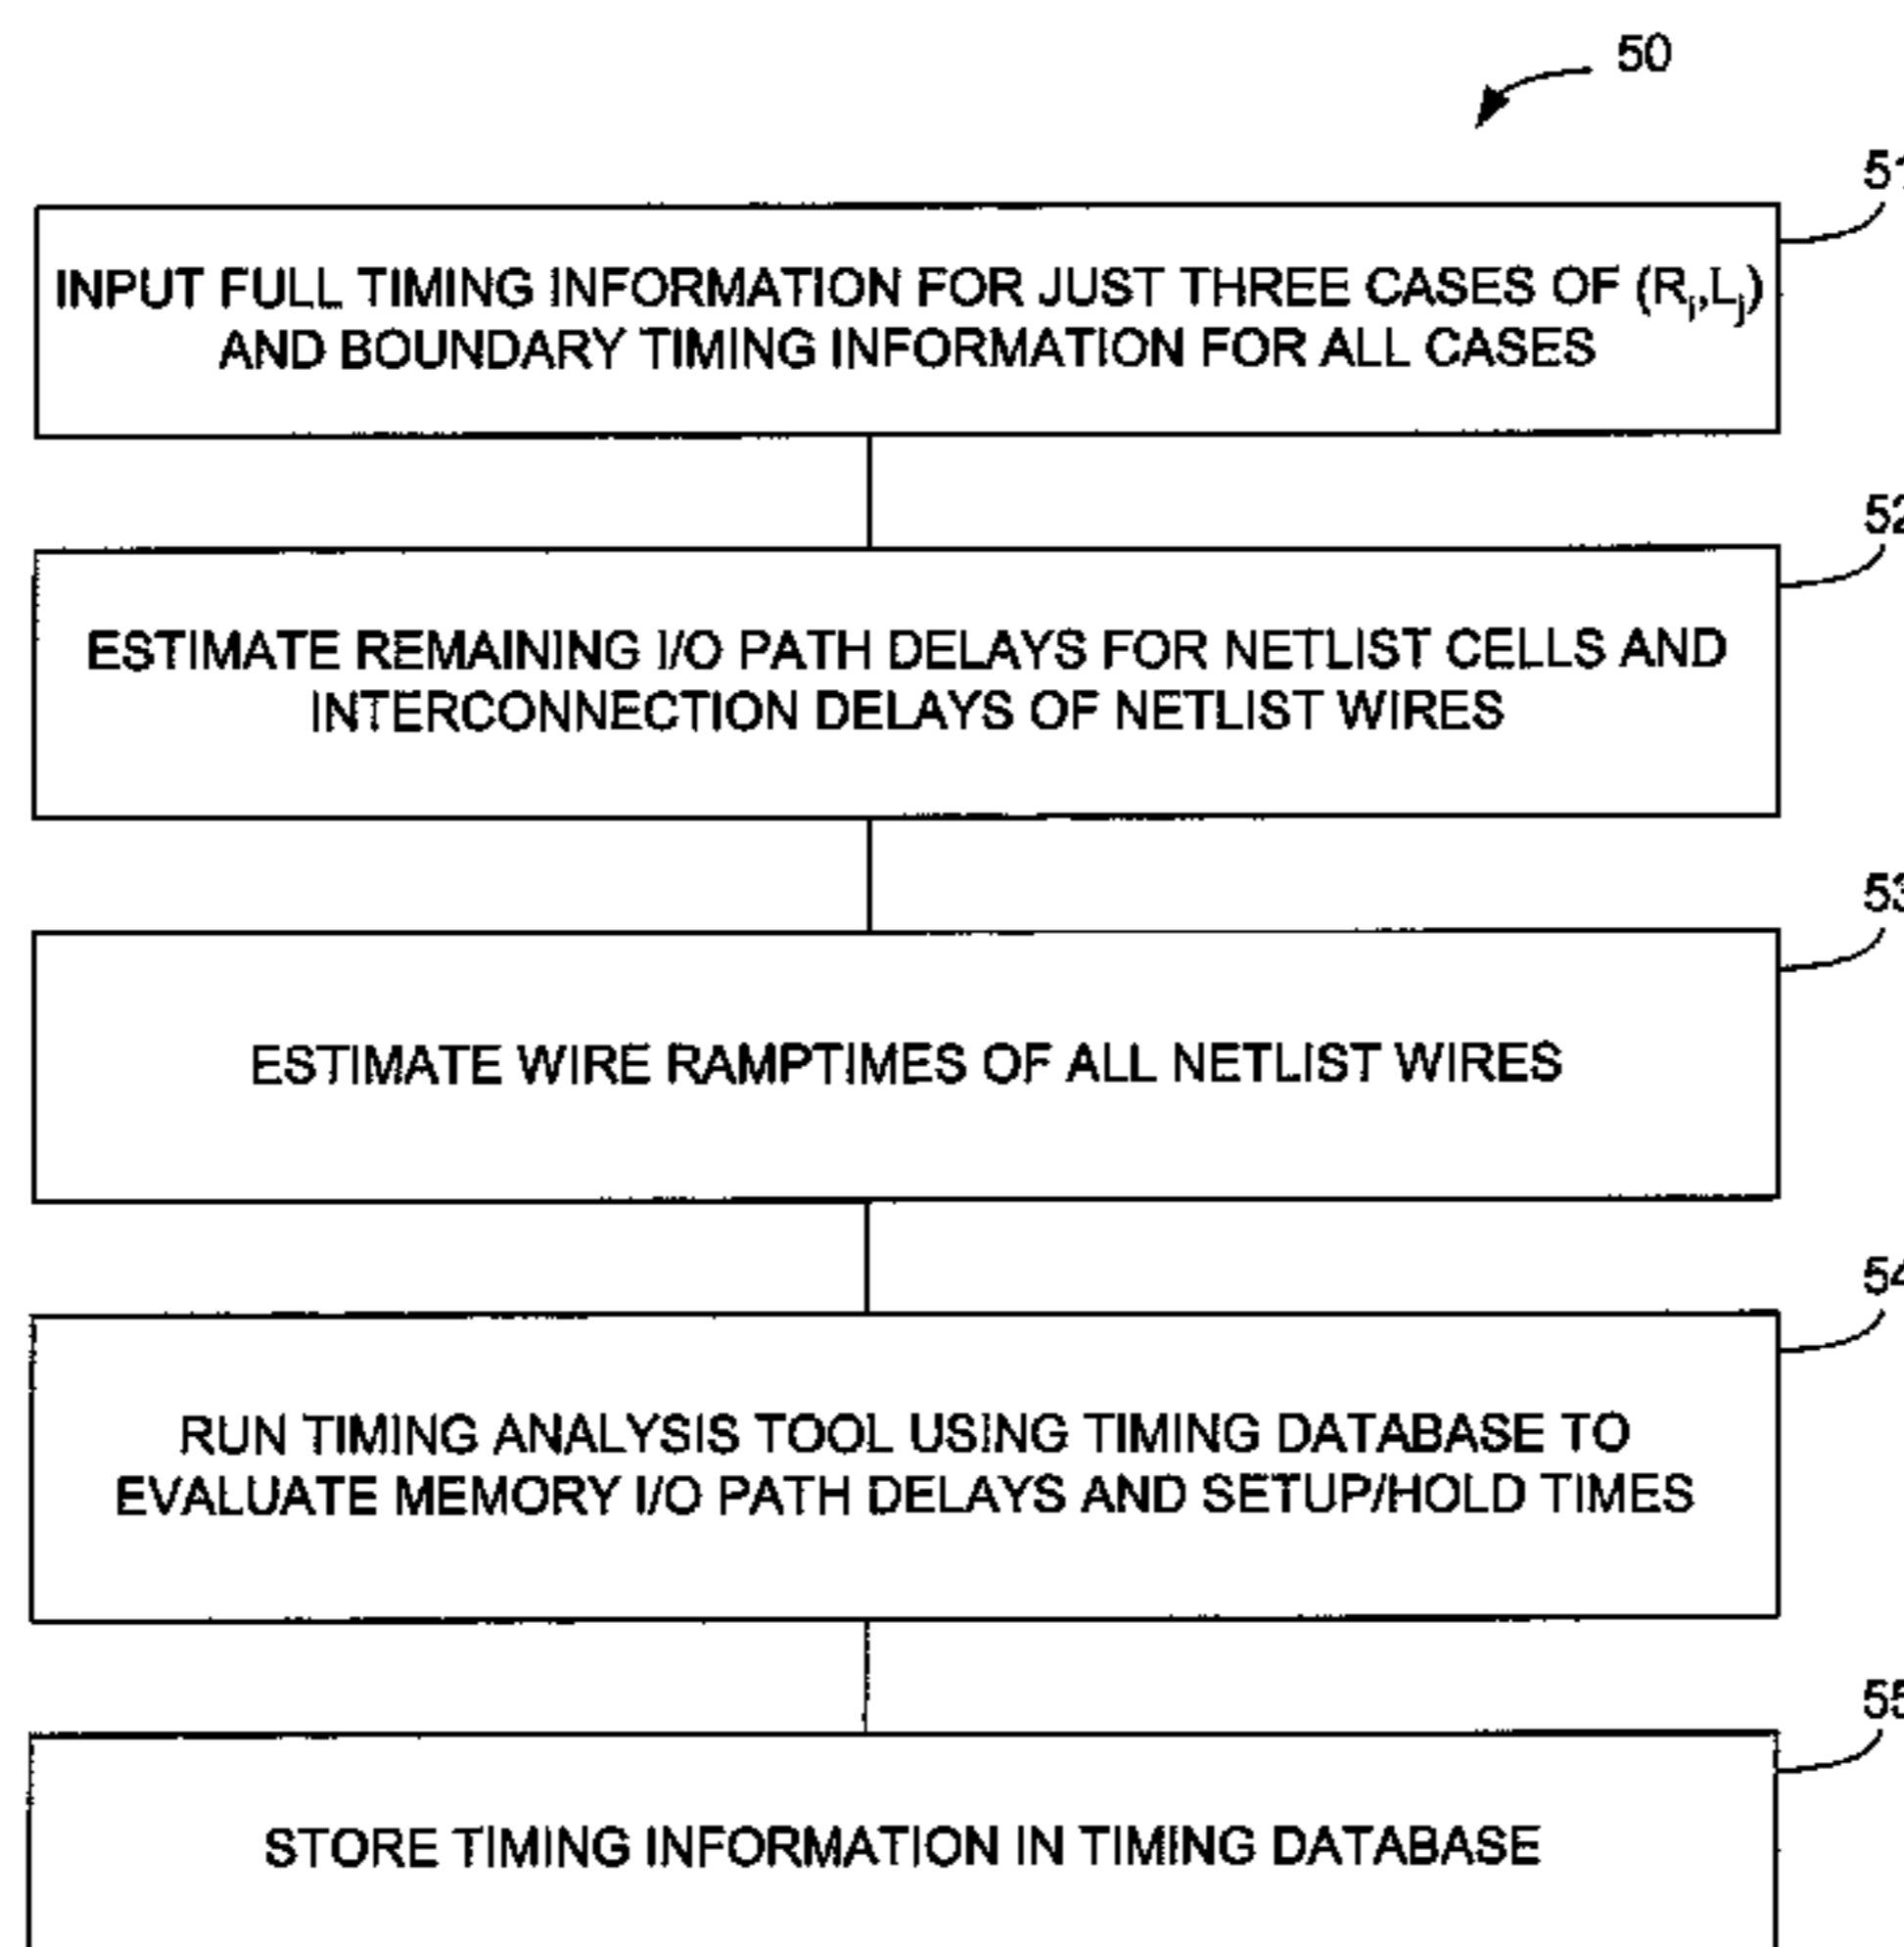 50
51
INPUT FULL TIMING INFORMATION FOR JUST THREE CASES OF (Ri,Lj)
AND BOUNDARY TIMING INFORMATION FOR ALL CASES
52
ESTIMATE REMAINING I/O PATH DELAYS FOR NETLIST CELLS AND
INTERCONNECTION DELAYS OF NETLIST WIRES
53
ESTIMATE WIRE RAMPTIMES OF ALL NETLIST WIRES
54
RUN TIMING ANALYSIS TOOL USING TIMING DATABASE TO
EVALUATE MEMORY I/O PATH DELAYS AND SETUP/HOLD TIMES
55
STORE TIMING INFORMATION IN TIMING DATABASE